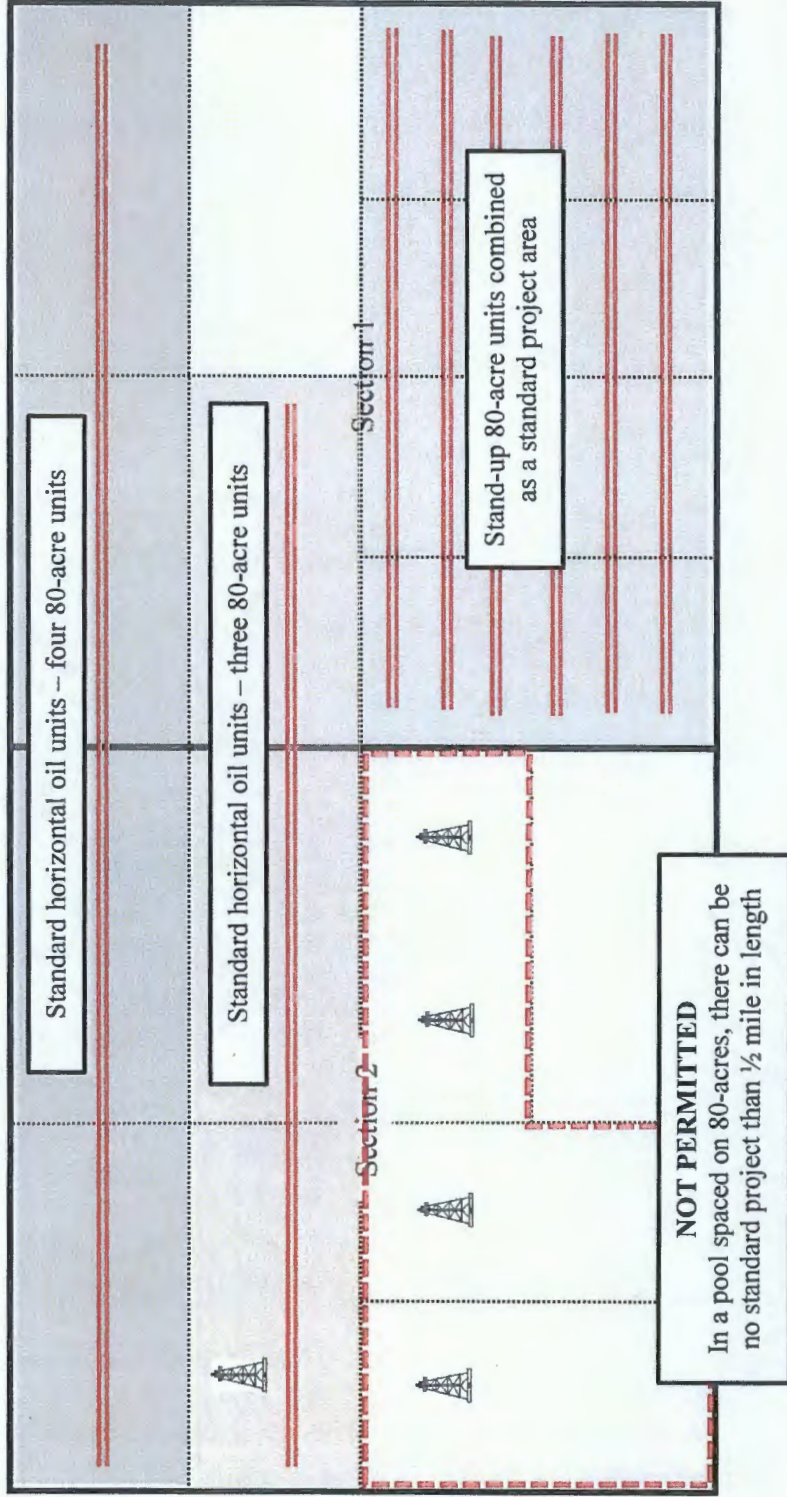 Standard horizontal oil units – four 80-acre units
Standard horizontal oil units – three 80-acre units
Section 2
Section 1
Stand-up 80-acre units combined
as a standard project area
NOT PERMITTED
In a pool spaced on 80-acres, there can be
no standard project than ½ mile in length